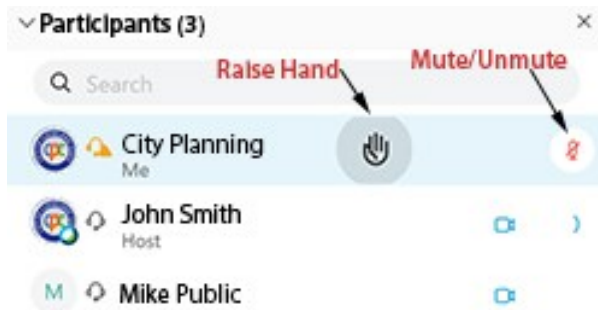 Participants (3)
Search
Raise Hand
Mute/Unmute
City Planning
Me
John Smith
Host
M
Mike Public